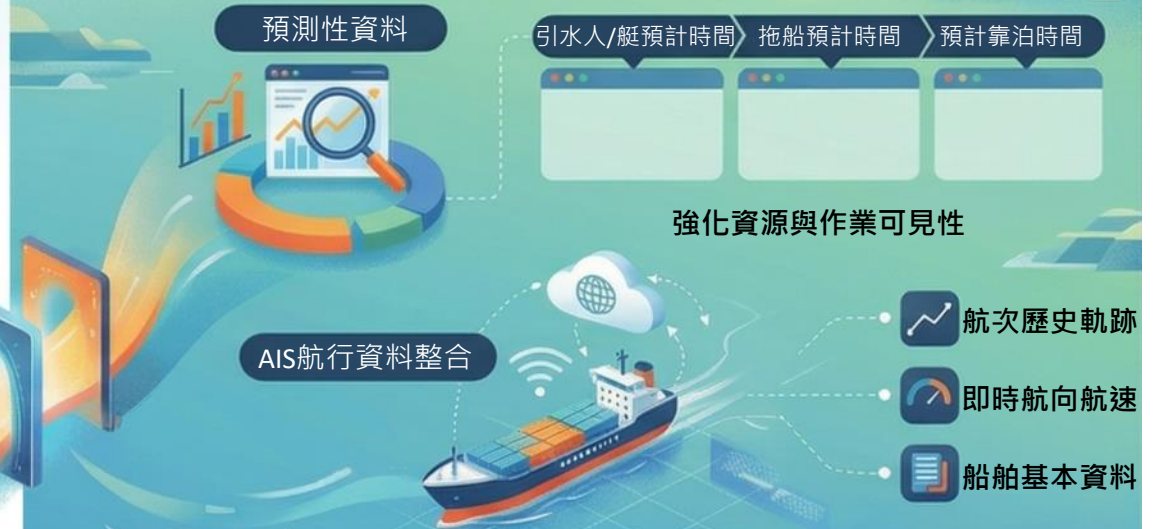 預測性資料
引水人/艇預計時間
拖船預計時間
預計靠泊時間
強化資源與作業可見性
AIS航行資料整合
航次歷史軌跡
即時航向航速
船舶基本資料